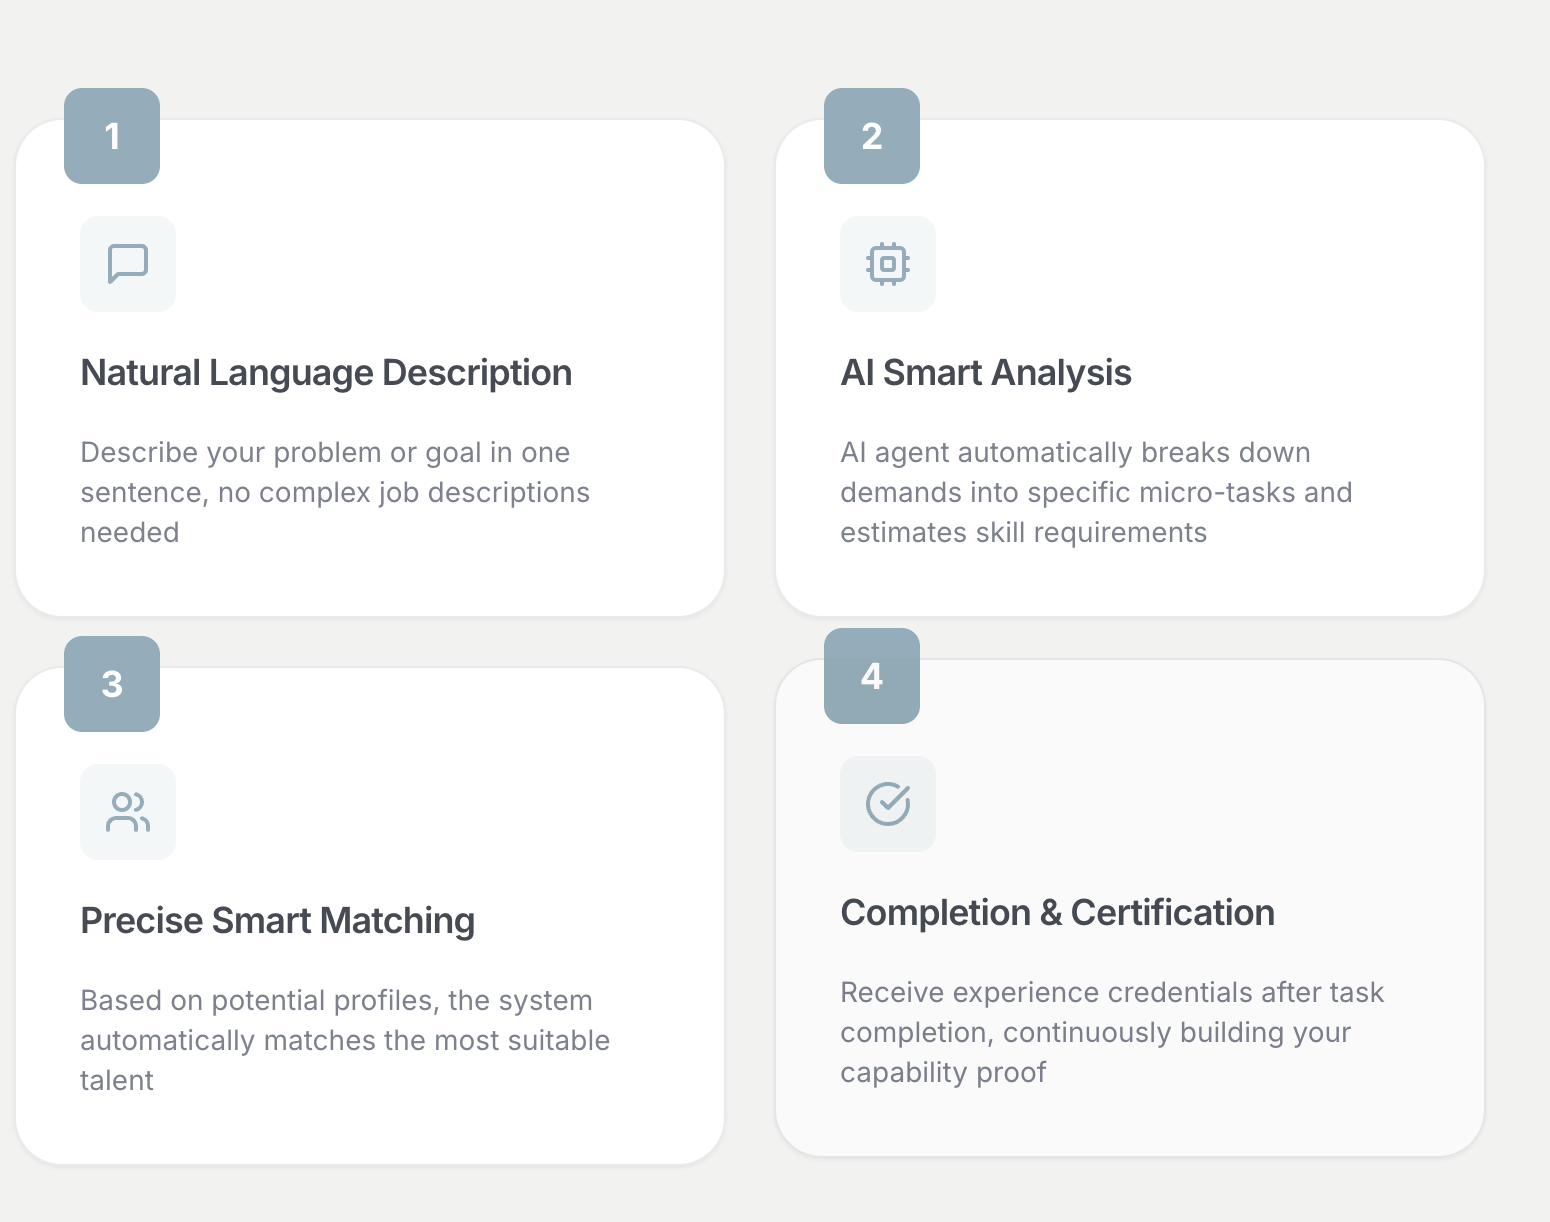 1
Natural Language Description
Describe your problem or goal in one
sentence, no complex job descriptions
needed
2
AI Smart Analysis
AI agent automatically breaks down
demands into specific micro-tasks and
estimates skill requirements
3
Precise Smart Matching
Based on potential profiles, the system
automatically matches the most suitable
talent
4
Completion & Certification
Receive experience credentials after task
completion, continuously building your
capability proof